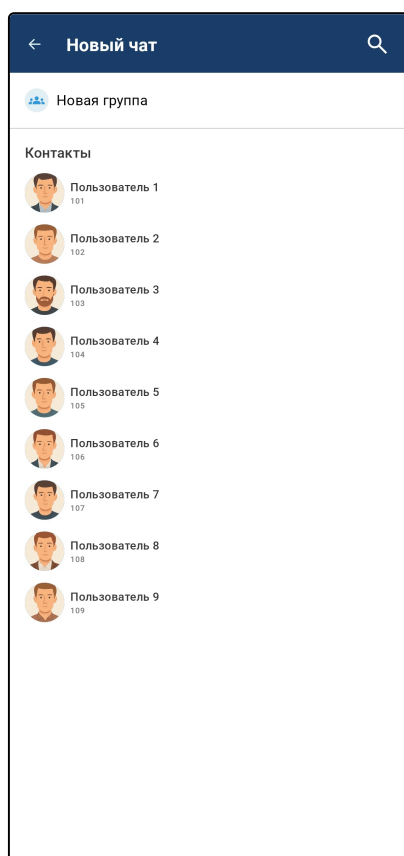 Новый чат
Новая группа
Контакты
Пользователь 1
101
Пользователь 2
102
Пользователь 3
103
Пользователь 4
104
Пользователь 5
105
Пользователь 6
106
Пользователь 7
107
Пользователь 8
108
Пользователь 9
109